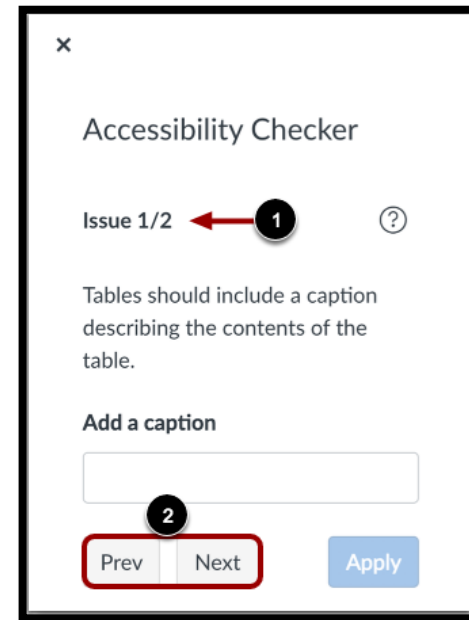 ×
Accessibility Checker
Issue 1/2
1
?
Tables should include a caption
describing the contents of the
table.
Add a caption
2
Prev Next Apply